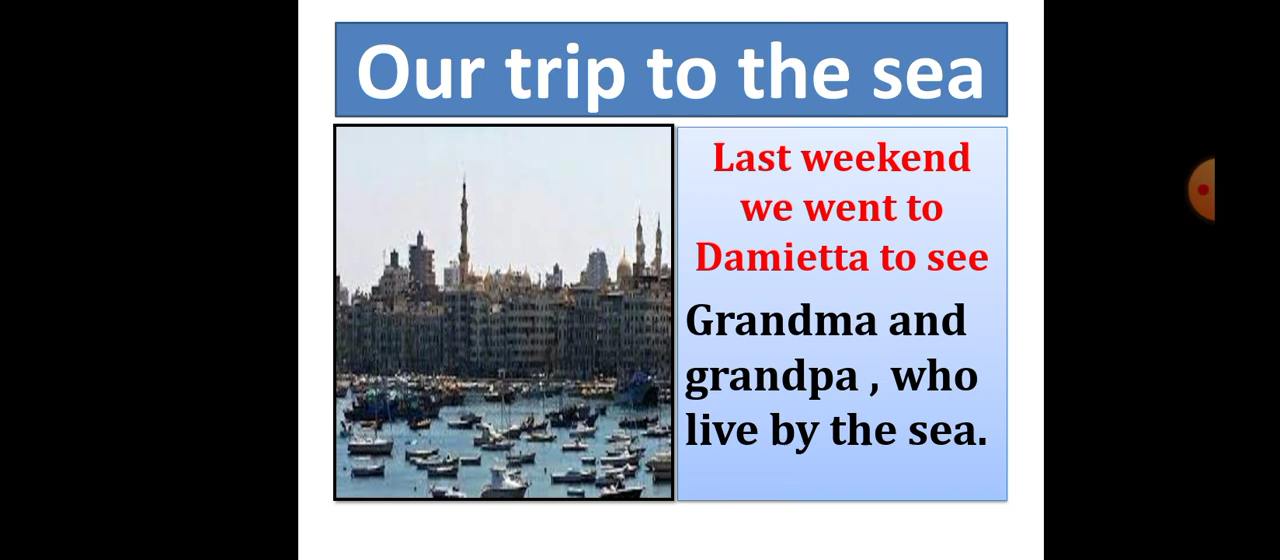 Our trip to the sea
Last weekend
we went to
Damietta to see
Grandma and
grandpa , who
live by the sea.